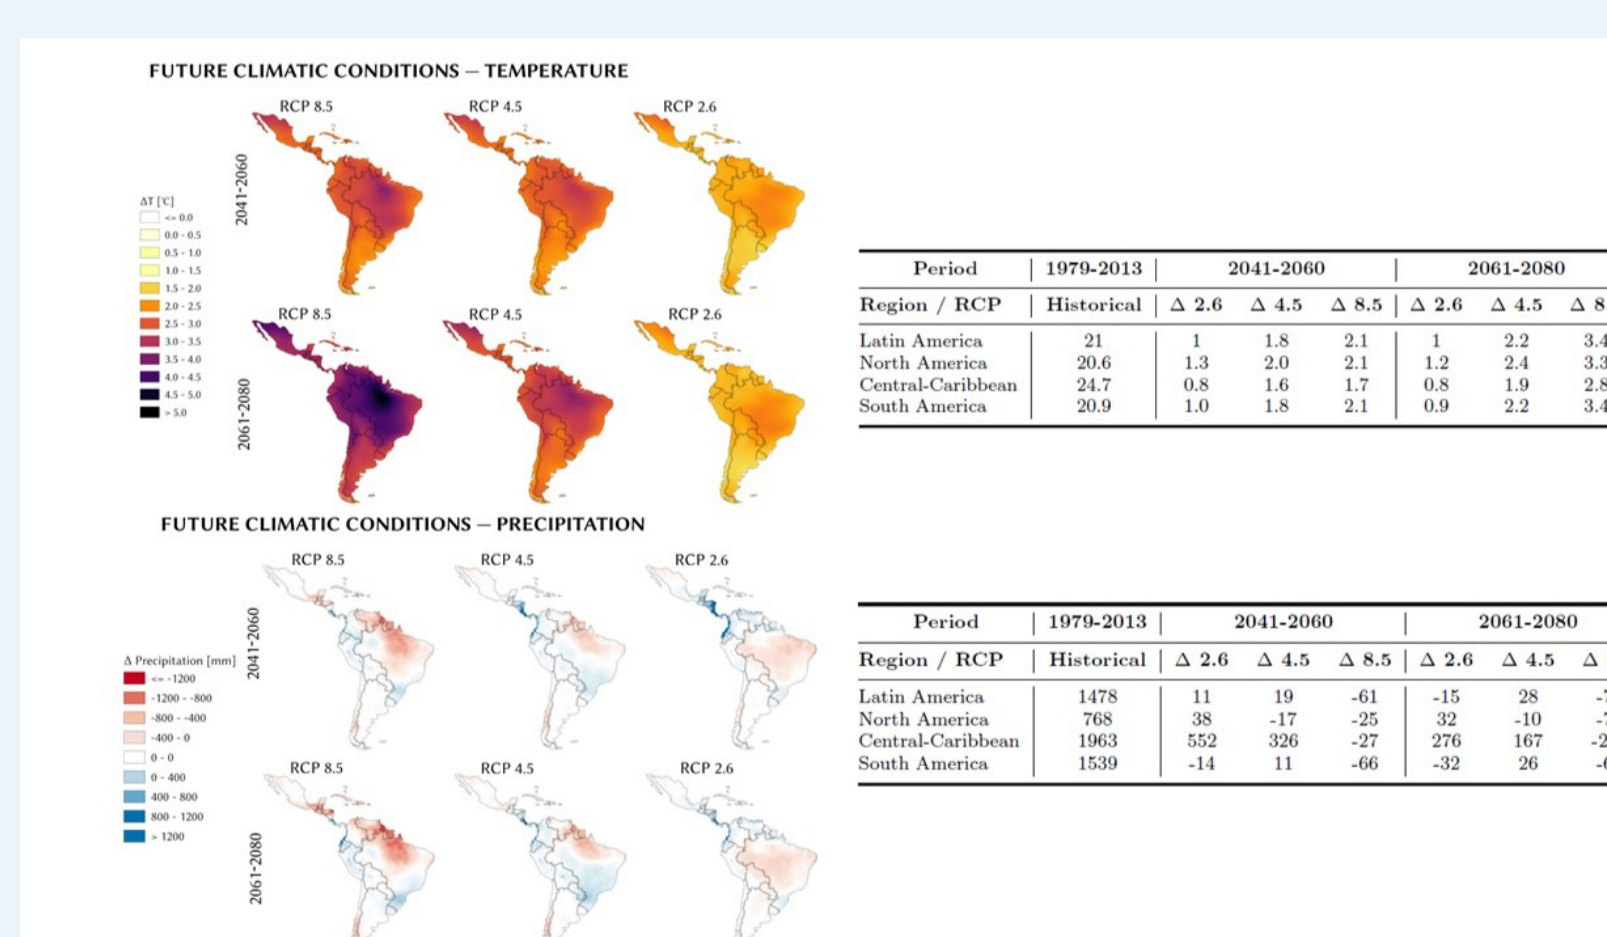 FUTURE CLIMATIC CONDITIONS – TEMPERATURE
RCP 8.5 RCP 4.5 RCP 2.6
2041-2060
ΔT [℃]
<= 0.0
0.0 - 0.5
0.5 - 1.0
1.0 - 1.5
1.5 - 2.0
2.0 - 2.5
2.5 - 3.0
3.0 - 3.5
3.5 - 4.0
4.0 - 4.5
4.5 - 5.0
> 5.0
RCP 8.5 RCP 4.5 RCP 2.6
2061-2080
Period 1979-2013 2041-2060 2061-2080
Region / RCP Historical Δ 2.6 Δ 4.5 Δ 8.5 Δ 2.6 Δ 4.5 Δ 8
Latin America 21 1 1.8 2.1 1 2.2 3.4
North America 20.6 1.3 2.0 2.1 1.2 2.4 3.3
Central-Caribbean 24.7 0.8 1.6 1.7 0.8 1.9 2.8
South America 20.9 1.0 1.8 2.1 0.9 2.2 3.4
FUTURE CLIMATIC CONDITIONS – PRECIPITATION
RCP 8.5 RCP 4.5 RCP 2.6
2041-2060
Δ Precipitation [mm]
<= -1200
-1200 - -800
-800 - -400
-400 - 0
0 - 0
0 - 400
400 - 800
800 - 1200
> 1200
RCP 8.5 RCP 4.5 RCP 2.6
2061-2080
Period 1979-2013 2041-2060 2061-2080
Region / RCP Historical Δ 2.6 Δ 4.5 Δ 8.5 Δ 2.6 Δ 4.5 Δ
Latin America 1478 11 19 -61 -15 28
North America 768 38 -17 -25 32 -10
Central-Caribbean 1963 552 326 -27 276 167 -2
South America 1539 -14 11 -66 -32 26